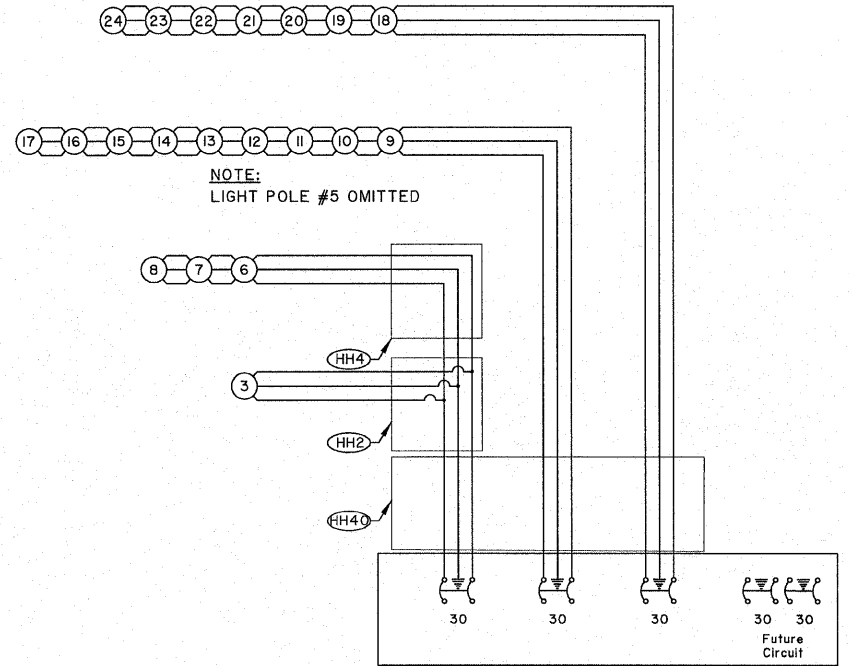 24 23 22 21 20 19 18
17 16 15 14 13 12 11 10 9
NOTE:
LIGHT POLE #5 OMITTED
8 7 6
HH4
3
HH2
HH40
30 30 30 30 30
Future
Circuit